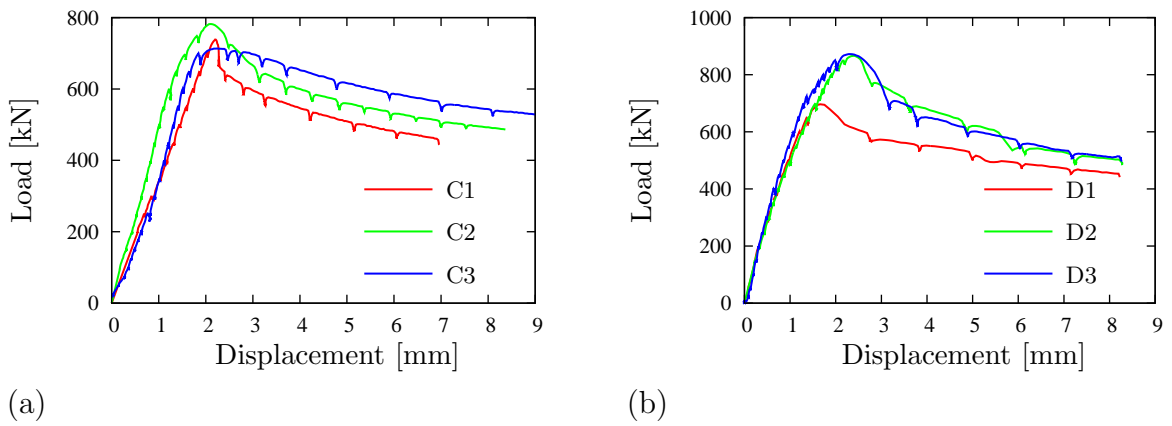 800
600
400
200
0
Load [kN]
C1
C2
C3
0 1 2 3 4 5 6 7 8 9
Displacement [mm]
(a)
1000
800
600
400
200
0
Load [kN]
D1
D2
D3
0 1 2 3 4 5 6 7 8 9
Displacement [mm]
(b)